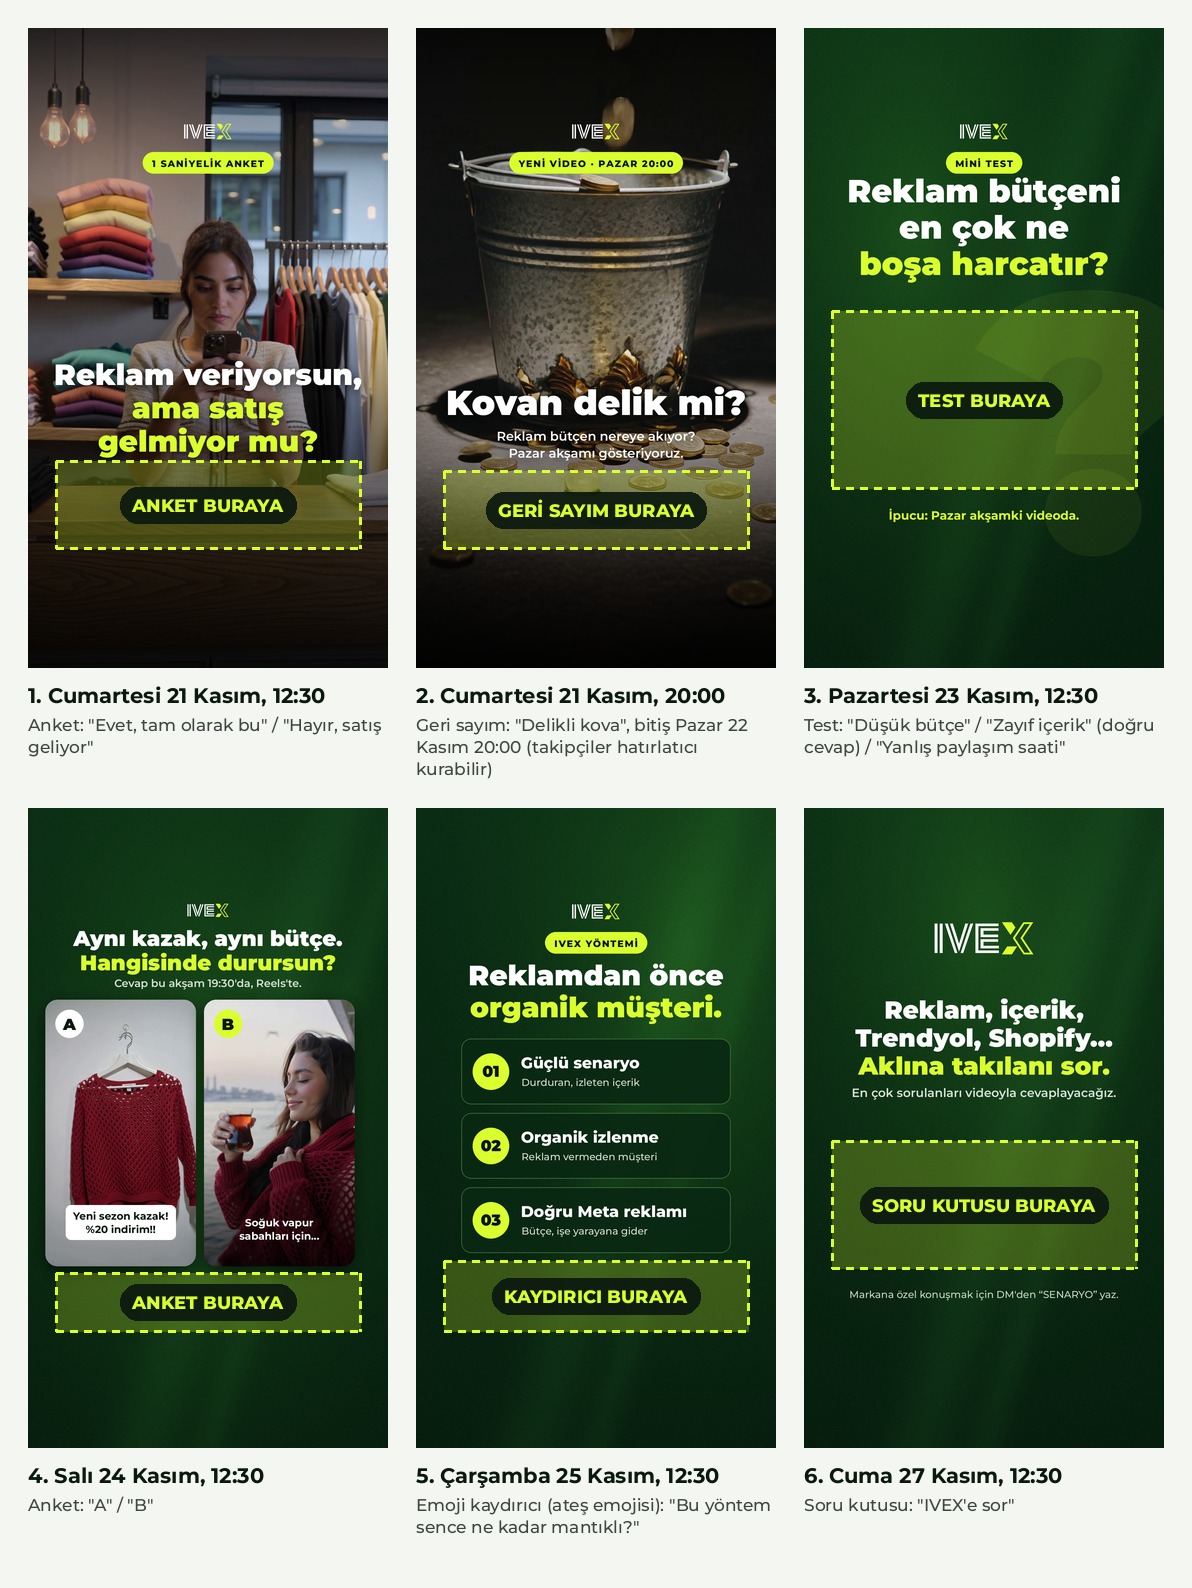 IVEX
1 SANİYELİK ANKET
Reklam veriyorsun,
ama satış
gelmiyor mu?
ANKET BURAYA
1. Cumartesi 21 Kasım, 12:30
Anket: "Evet, tam olarak bu" / "Hayır, satış
geliyor"
IVEX
YENİ VİDEO · PAZAR 20:00
Kovan delik mi?
Reklam bütçen nereye akıyor?
Pazar akşamı gösteriyoruz.
GERİ SAYIM BURAYA
2. Cumartesi 21 Kasım, 20:00
Geri sayım: "Delikli kova", bitiş Pazar 22
Kasım 20:00 (takipçiler hatırlatıcı
kurabilir)
IVEX
MİNİ TEST
Reklam bütçeni
en çok ne
boşa harcatır?
?
TEST BURAYA
İpucu: Pazar akşamki videoda.
3. Pazartesi 23 Kasım, 12:30
Test: "Düşük bütçe" / "Zayıf içerik" (doğru
cevap) / "Yanlış paylaşım saati"
IVEX
Aynı kazak, aynı bütçe.
Hangisinde durursun?
Cevap bu akşam 19:30'da, Reels'te.
A
Yeni sezon kazak!
%20 indirim!!
B
Soğuk vapur
sabahları için...
ANKET BURAYA
4. Salı 24 Kasım, 12:30
Anket: "A" / "B"
IVEX
IVEX YÖNTEMİ
Reklamdan önce
organik müşteri.
01
Güçlü senaryo
Durduran, izleten içerik
02
Organik izlenme
Reklam vermeden müşteri
03
Doğru Meta reklamı
Bütçe, işe yarayana gider
KAYDIRICI BURAYA
5. Çarşamba 25 Kasım, 12:30
Emoji kaydırıcı (ateş emojisi): "Bu yöntem
sence ne kadar mantıklı?"
IVEX
Reklam, içerik,
Trendyol, Shopify...
Aklına takılanı sor.
En çok sorulanları videoyla cevaplayacağız.
SORU KUTUSU BURAYA
Markana özel konuşmak için DM'den “SENARYO” yaz.
6. Cuma 27 Kasım, 12:30
Soru kutusu: "IVEX'e sor"